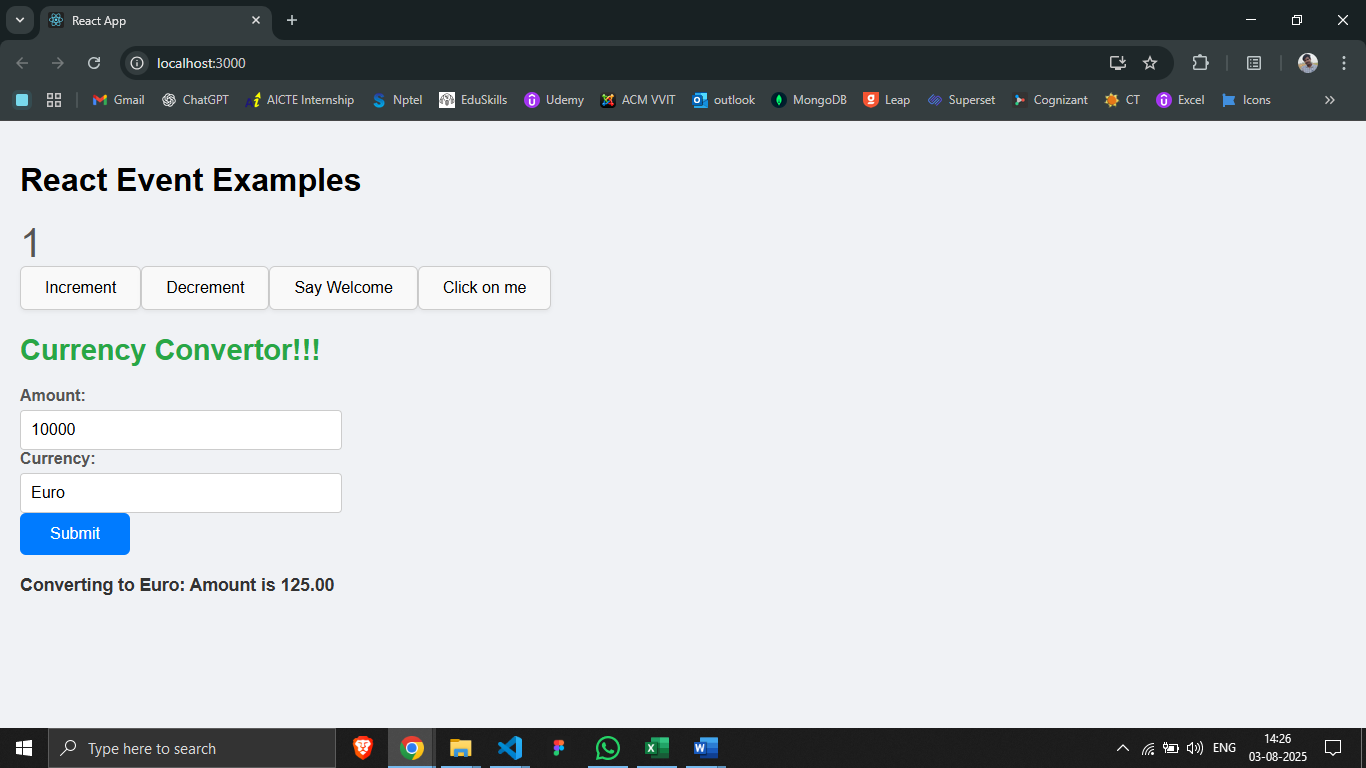 React App
localhost:3000
Gmail ChatGPT AICTE Internship Nptel EduSkills Udemy ACM VVIT outlook MongoDB Leap Superset Cognizant CT Excel Icons
React Event Examples
1
Increment Decrement Say Welcome Click on me
Currency Convertor!!!
Amount:
10000
Currency:
Euro
Submit
Converting to Euro: Amount is 125.00
Type here to search
ENG
14:26
03-08-2025